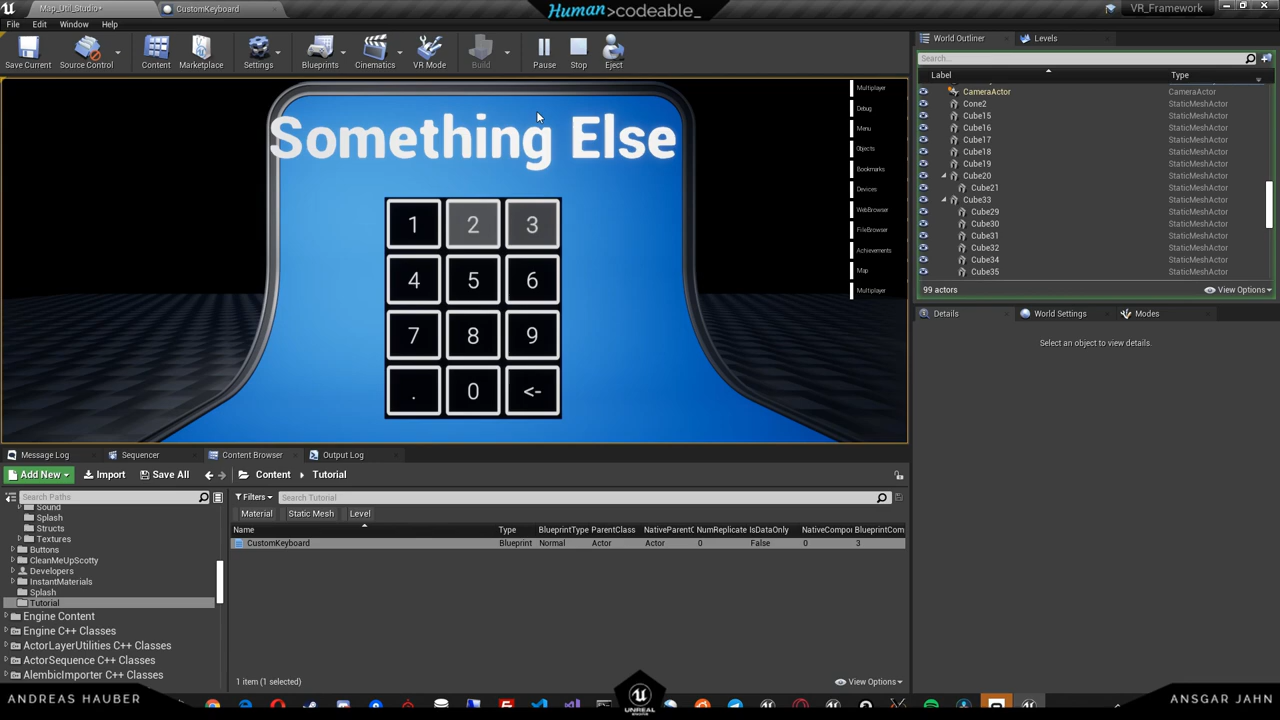 Map_Util_Studio*
CustomKeyboard
Human>codeable_
VR_Framework
File Edit Window Help
Save Current
Source Control
Content
Marketplace
Settings
Blueprints
Cinematics
VR Mode
Build
Pause
Stop
Eject
Multiplayer
Debug
Menu
Objects
Bookmarks
Devices
WebBrowser
FileBrowser
Achievements
Map
Multiplayer
Something Else
1 2 3
4 5 6
7 8 9
. 0 <-
World Outliner Levels
Search...
Label Type
CameraActor CameraActor
Cone2 StaticMeshActor
Cube15 StaticMeshActor
Cube16 StaticMeshActor
Cube17 StaticMeshActor
Cube18 StaticMeshActor
Cube19 StaticMeshActor
Cube20 StaticMeshActor
Cube21 StaticMeshActor
Cube33 StaticMeshActor
Cube29 StaticMeshActor
Cube30 StaticMeshActor
Cube31 StaticMeshActor
Cube32 StaticMeshActor
Cube34 StaticMeshActor
Cube35 StaticMeshActor
99 actors View Options
Details World Settings Modes
Select an object to view details.
Message Log Sequencer Content Browser Output Log
Add New Import Save All Content Tutorial
Search Paths
Sound
Splash
Structs
Textures
Buttons
CleanMeUpScotty
Developers
InstantMaterials
Splash
Tutorial
Engine Content
Engine C++ Classes
ActorLayerUtilities C++ Classes
ActorSequence C++ Classes
AlembicImporter C++ Classes
Filters Search Tutorial
Material Static Mesh Level
Name Type BlueprintType ParentClass NativeParentC NumReplicate IsDataOnly NativeCompo BlueprintCom
CustomKeyboard Blueprint Normal Actor Actor 0 False 0 3
1 item (1 selected) View Options
ANDREAS HAUBER
ANSGAR JAHN